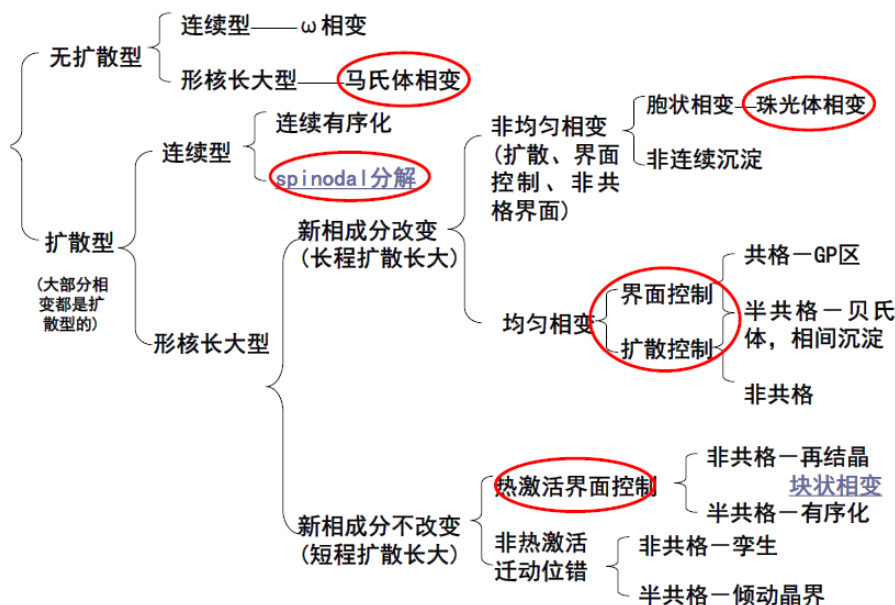 无扩散型
连续型——ω相变
形核长大型——马氏体相变
扩散型
(大部分相
变都是扩
散型的)
连续型
连续有序化
spinodal分解
形核长大型
新相成分改变
(长程扩散长大)
非均匀相变
(扩散、界面
控制、非共
格界面)
胞状相变—珠光体相变
非连续沉淀
均匀相变
界面控制
扩散控制
共格－GP区
半共格－贝氏
体，相间沉淀
非共格
新相成分不改变
(短程扩散长大)
热激活界面控制
非共格－再结晶
块状相变
半共格－有序化
非热激活
迁动位错
非共格－孪生
半共格－倾动晶界